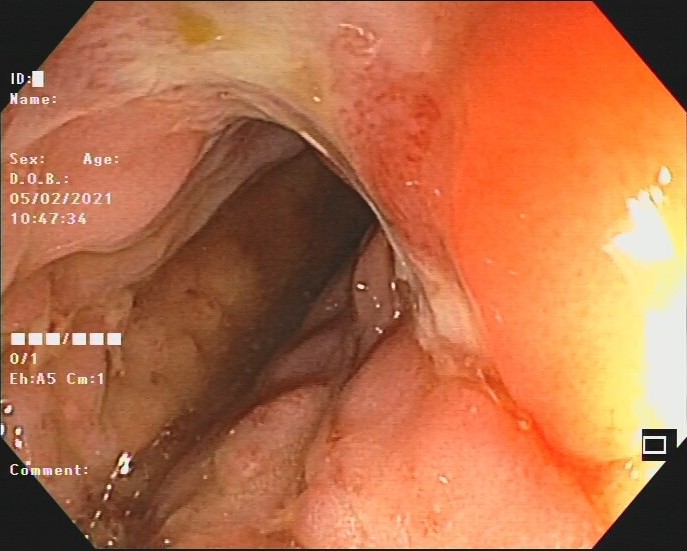 ID:
Name:
Sex: Age:
D.O.B.:
05/02/2021
10:47:34
■■■/■■■
0/1
Eh:A5 Cm:1
Comment: